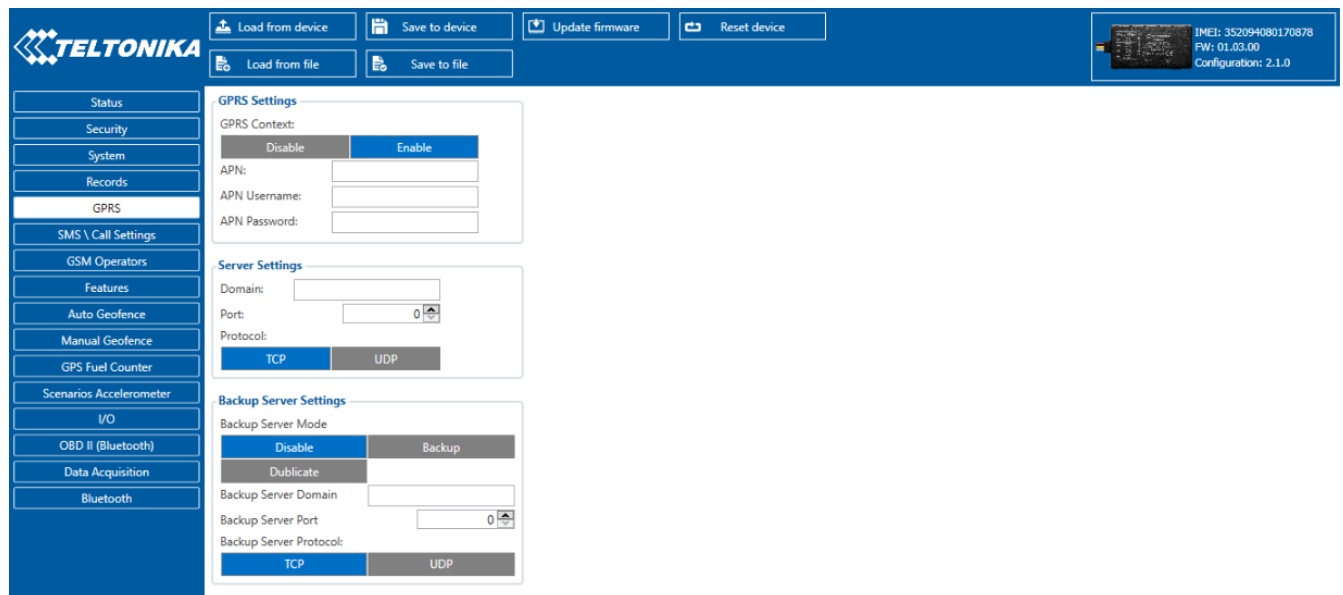 TELTONIKA
Load from device
Save to device
Update firmware
Reset device
Load from file
Save to file
IMEI: 352094080170878
FW: 01.03.00
Configuration: 2.1.0
Status
Security
System
Records
GPRS
SMS \ Call Settings
GSM Operators
Features
Auto Geofence
Manual Geofence
GPS Fuel Counter
Scenarios Accelerometer
I/O
OBD II (Bluetooth)
Data Acquisition
Bluetooth
GPRS Settings
GPRS Context:
Disable Enable
APN:
APN Username:
APN Password:
Server Settings
Domain:
Port: 0
Protocol:
TCP UDP
Backup Server Settings
Backup Server Mode
Disable Backup
Dublicate
Backup Server Domain
Backup Server Port 0
Backup Server Protocol:
TCP UDP